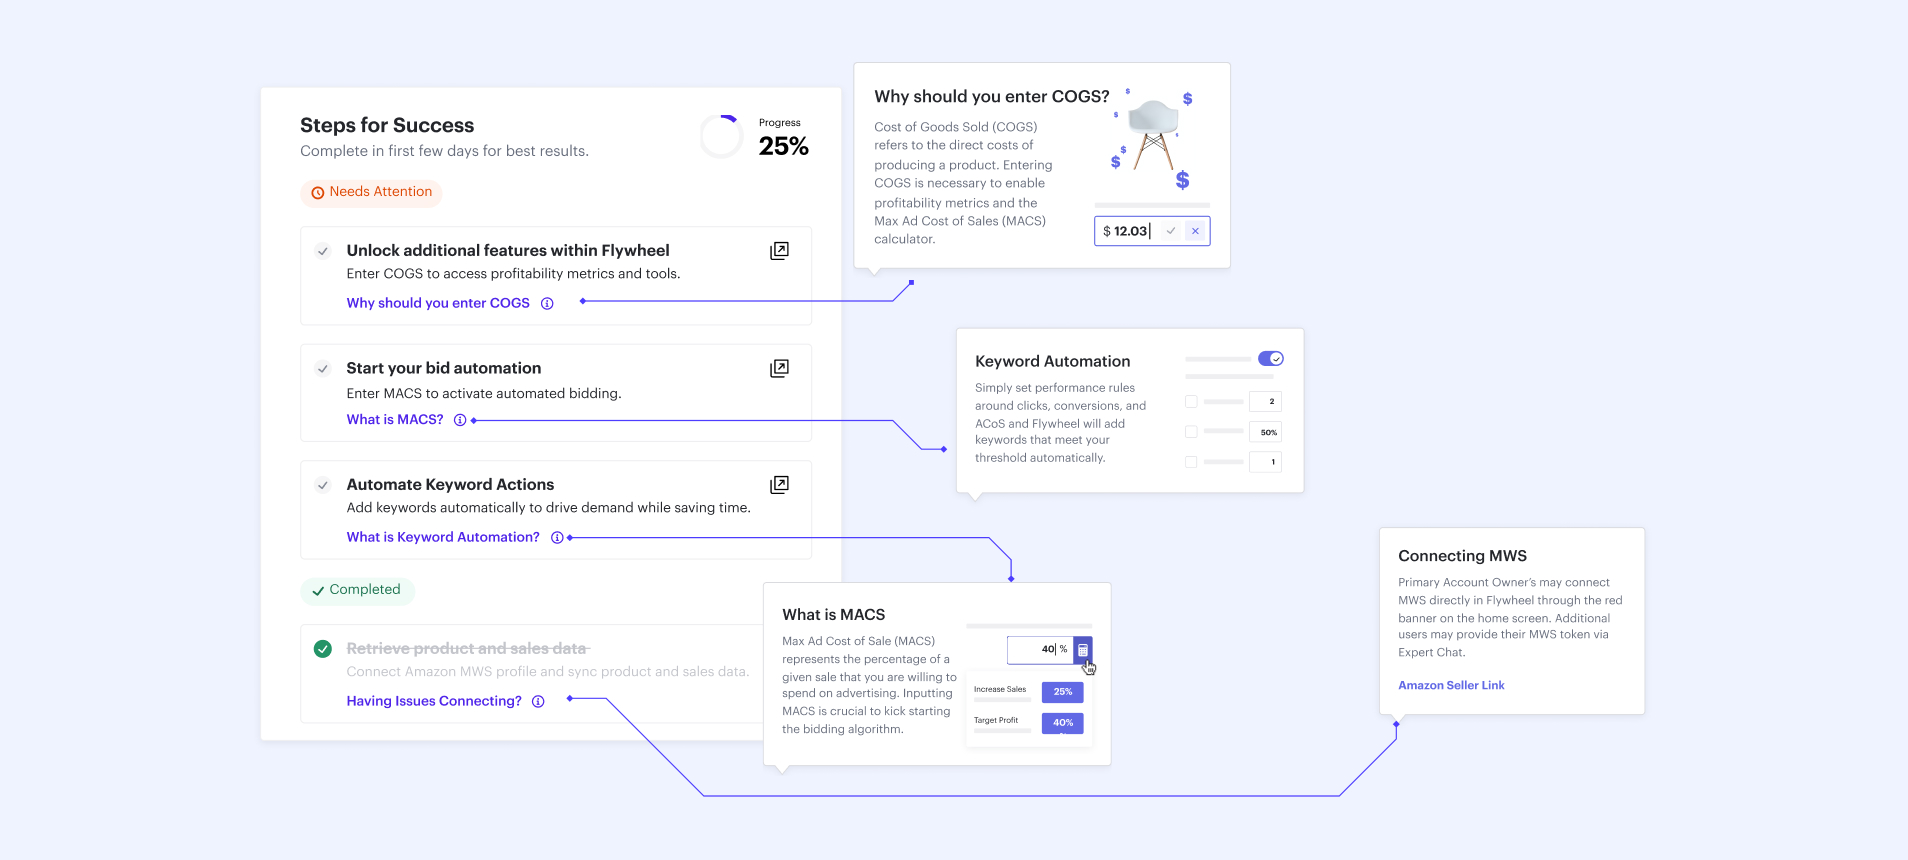 Steps for Success
Complete in first few days for best results.
Progress
25%
Needs Attention
Unlock additional features within Flywheel
Enter COGS to access profitability metrics and tools.
Why should you enter COGS
Start your bid automation
Enter MACS to activate automated bidding.
What is MACS?
Automate Keyword Actions
Add keywords automatically to drive demand while saving time.
What is Keyword Automation?
Completed
Retrieve product and sales data
Connect Amazon MWS profile and sync product and sales data.
Having Issues Connecting?
Why should you enter COGS?
Cost of Goods Sold (COGS)
refers to the direct costs of
producing a product. Entering
COGS is necessary to enable
profitability metrics and the
Max Ad Cost of Sales (MACS)
calculator.
$
$
$
$
$
$
$
$ 12.03
Keyword Automation
Simply set performance rules
around clicks, conversions, and
ACoS and Flywheel will add
keywords that meet your
threshold automatically.
2
50%
1
What is MACS
Max Ad Cost of Sale (MACS)
represents the percentage of a
given sale that you are willing to
spend on advertising. Inputting
MACS is crucial to kick starting
the bidding algorithm.
40 %
Increase Sales
25%
Target Profit
40%
Connecting MWS
Primary Account Owner's may connect
MWS directly in Flywheel through the red
banner on the home screen. Additional
users may provide their MWS token via
Expert Chat.
Amazon Seller Link